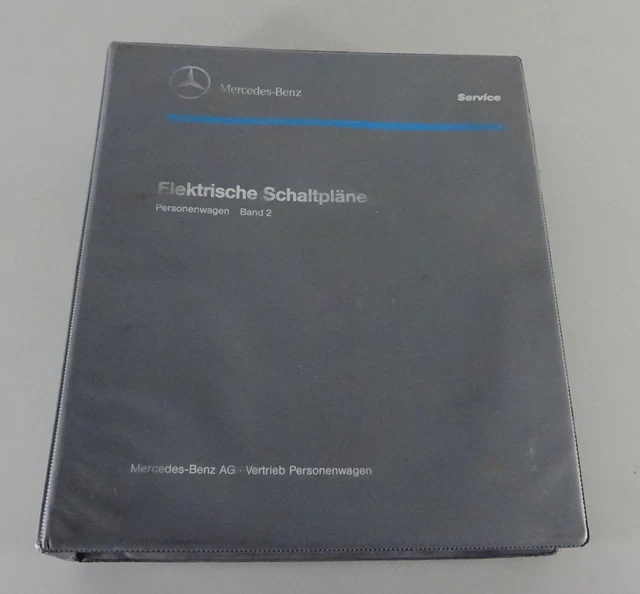 Mercedes-Benz
Service
Elektrische Schaltpläne
Personenwagen Band 2
Mercedes-Benz AG · Vertrieb Personenwagen